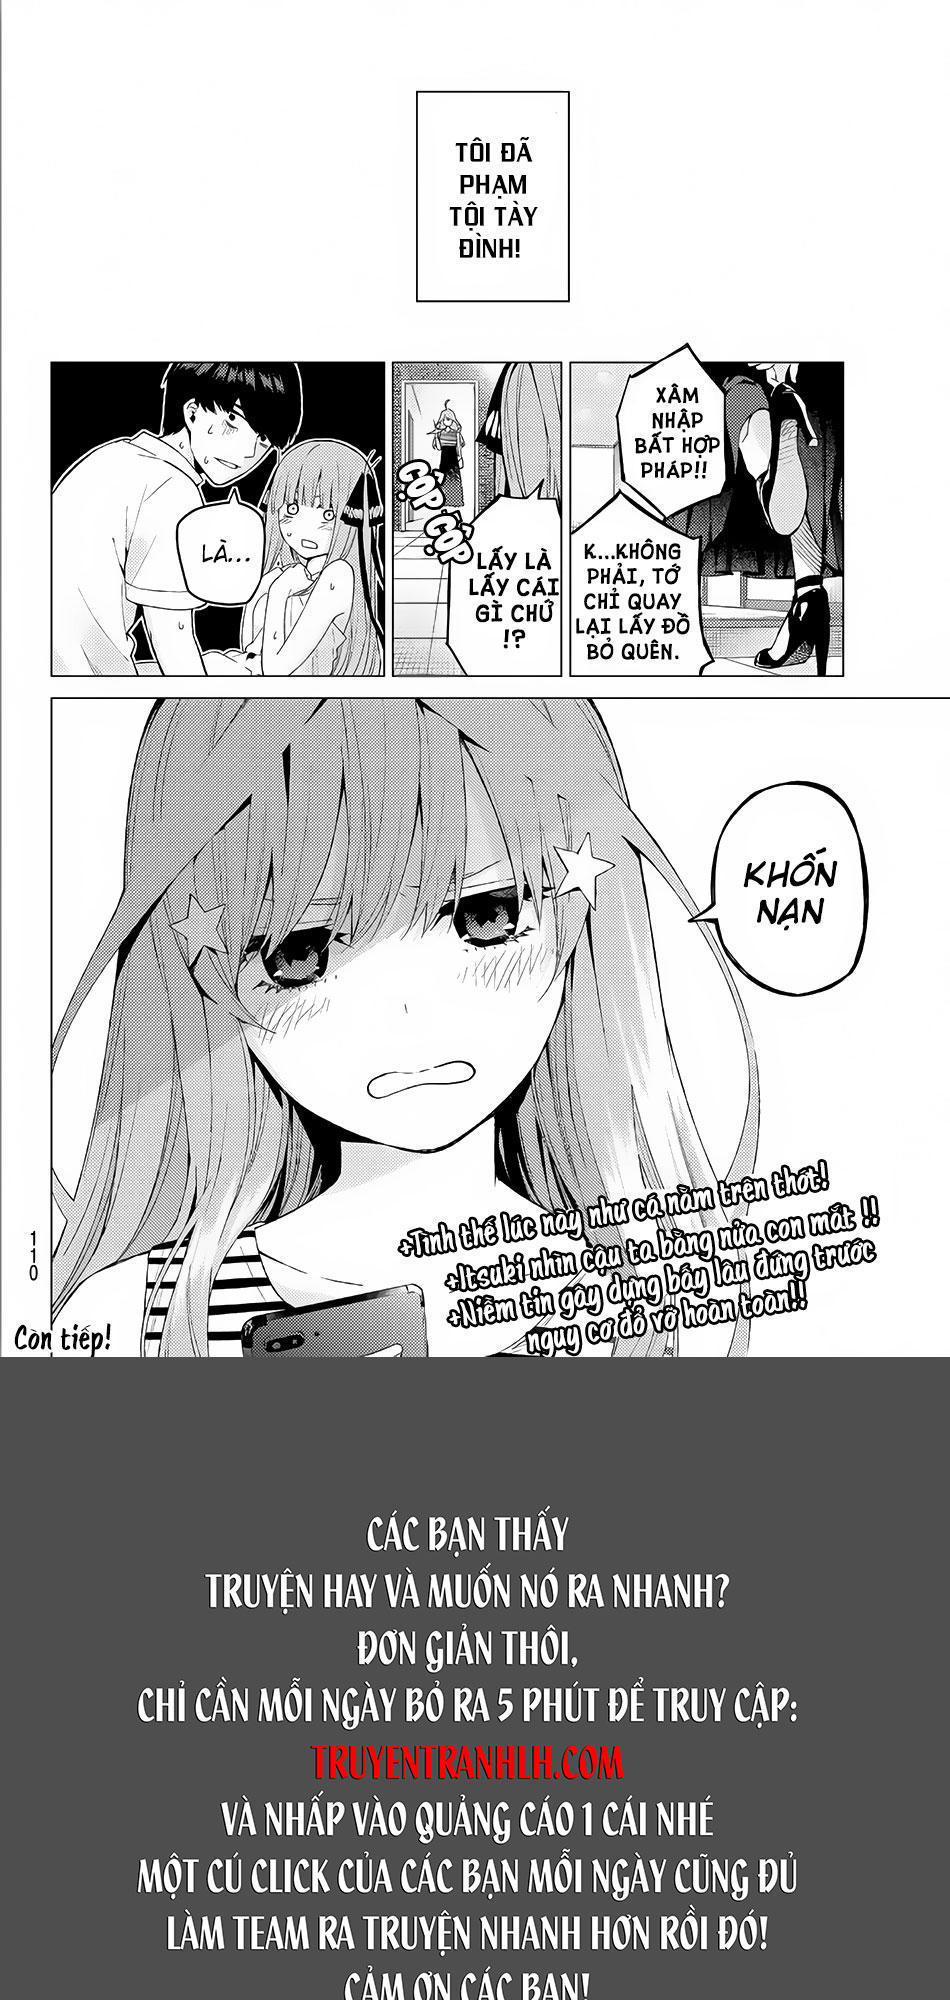 TÔI ĐÃ
PHẠM
TỘI TÀY
ĐÌNH!
XÂM
NHẬP
BẤT HỢP
PHÁP!!
K...KHÔNG
PHẢI, TỚ
CHỈ QUAY
LẠI LẤY ĐỒ
BỎ QUÊN.
LẤY LÀ
LẤY CÁI
GÌ CHỨ
!?
CỘP CỘP
CỘP
LÀ...
KHỐN
NẠN
+Tình thế lúc này như cá nằm trên thớt!
+Itsuki nhìn cậu ta bằng nửa con mắt !!
+Niềm tin gây dựng bấy lâu đứng trước
nguy cơ đổ vỡ hoàn toàn!!
110
Còn tiếp!
CÁC BẠN THẤY
TRUYỆN HAY VÀ MUỐN NÓ RA NHANH?
ĐƠN GIẢN THÔI,
CHỈ CẦN MỖI NGÀY BỎ RA 5 PHÚT ĐỂ TRUY CẬP:
TRUYENTRANHLH.COM
VÀ NHẤP VÀO QUẢNG CÁO 1 CÁI NHÉ
MỘT CÚ CLICK CỦA CÁC BẠN MỖI NGÀY CŨNG ĐỦ
LÀM TEAM RA TRUYỆN NHANH HƠN RỒI ĐÓ!
CẢM ƠN CÁC BẠN!